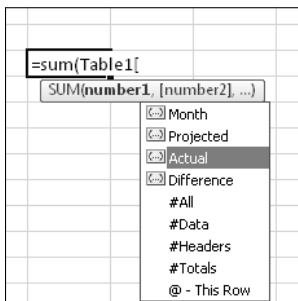 =sum(Table1[
SUM(number1, [number2], ...)
(...) Month
(...) Projected
(...) Actual
(...) Difference
#All
#Data
#Headers
#Totals
@ - This Row